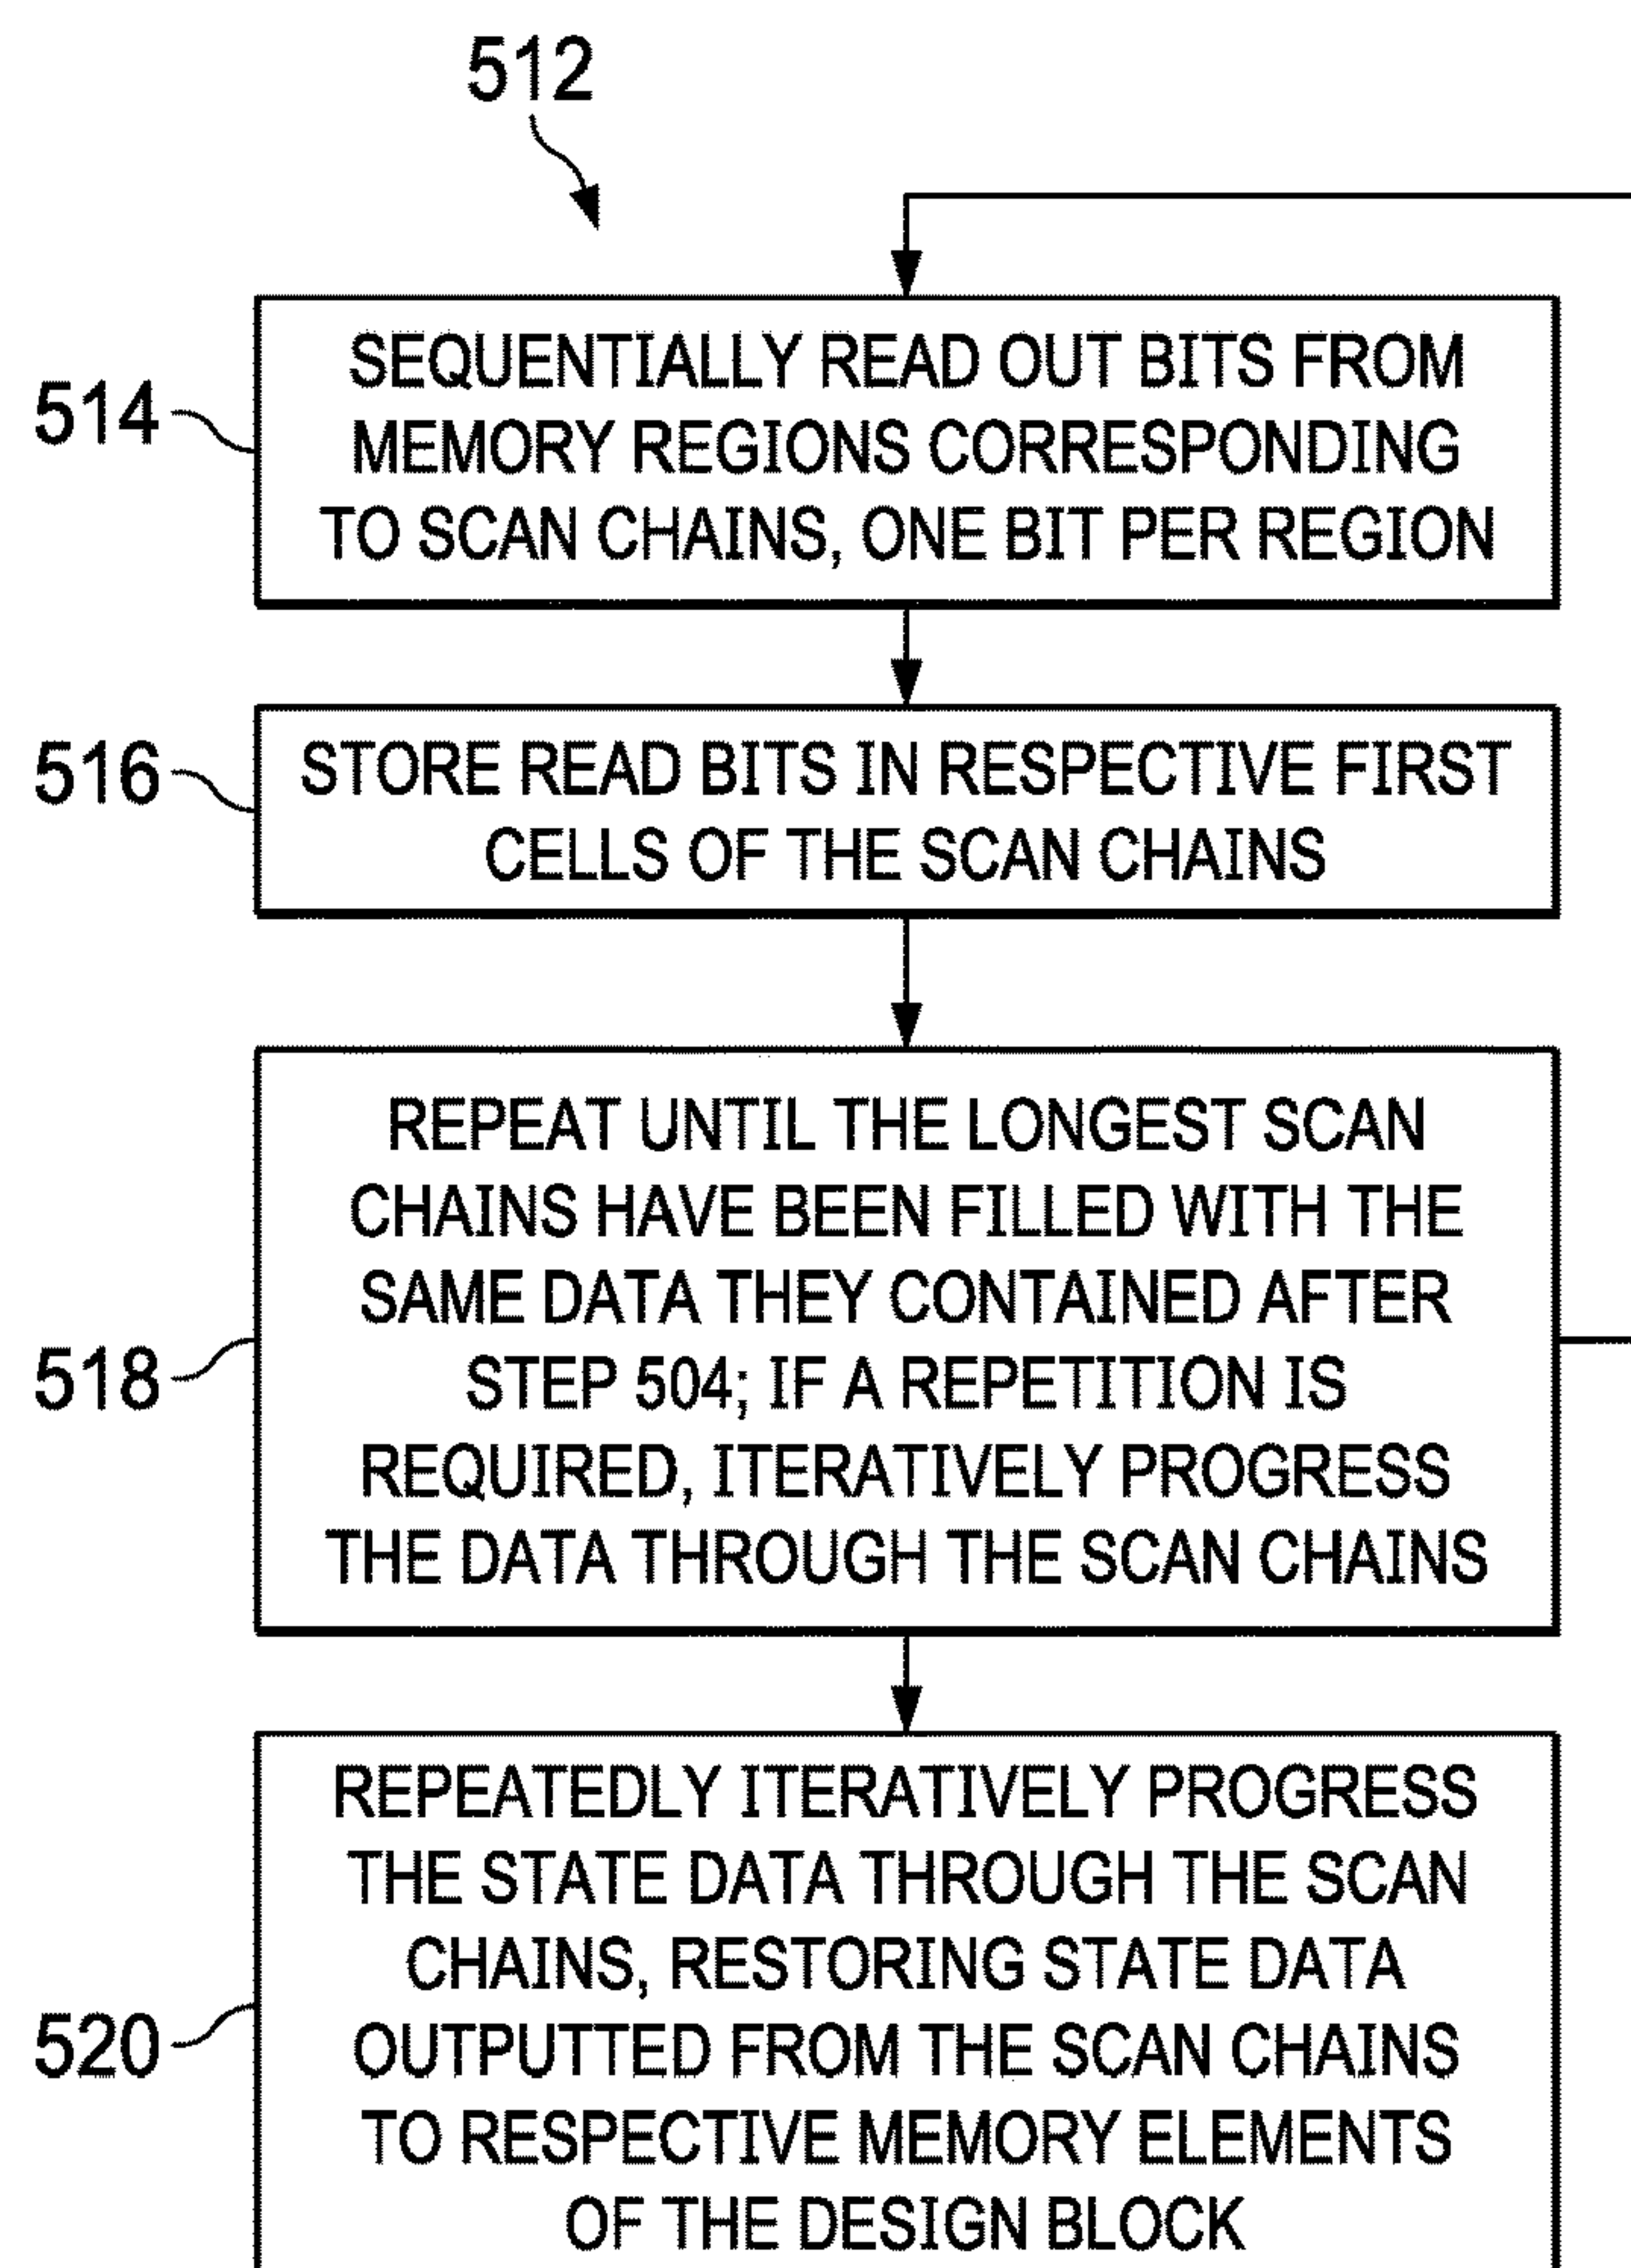 512
514
SEQUENTIALLY READ OUT BITS FROM
MEMORY REGIONS CORRESPONDING
TO SCAN CHAINS, ONE BIT PER REGION
516
STORE READ BITS IN RESPECTIVE FIRST
CELLS OF THE SCAN CHAINS
518
REPEAT UNTIL THE LONGEST SCAN
CHAINS HAVE BEEN FILLED WITH THE
SAME DATA THEY CONTAINED AFTER
STEP 504; IF A REPETITION IS
REQUIRED, ITERATIVELY PROGRESS
THE DATA THROUGH THE SCAN CHAINS
520
REPEATEDLY ITERATIVELY PROGRESS
THE STATE DATA THROUGH THE SCAN
CHAINS, RESTORING STATE DATA
OUTPUTTED FROM THE SCAN CHAINS
TO RESPECTIVE MEMORY ELEMENTS
OF THE DESIGN BLOCK